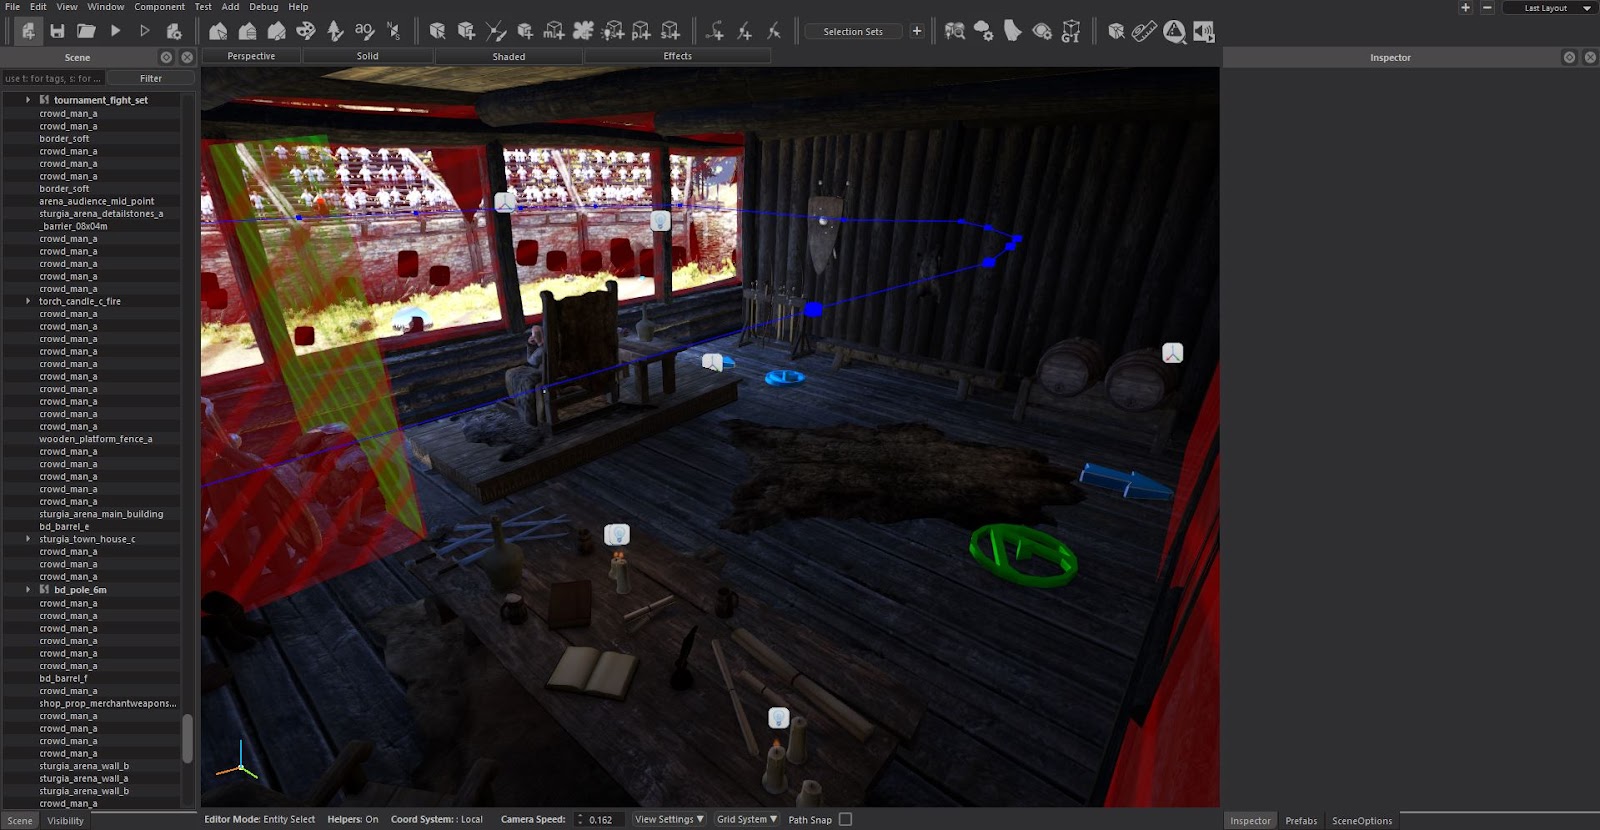 File Edit View Window Component Test Add Debug Help
Last Layout
Selection Sets
Scene
Perspective
Solid
Shaded
Effects
Inspector
use t: for tags, s: for ...
Filter
tournament_fight_set
crowd_man_a
crowd_man_a
border_soft
crowd_man_a
crowd_man_a
crowd_man_a
border_soft
arena_audience_mid_point
sturgia_arena_detailstones_a
_barrier_08x04m
crowd_man_a
crowd_man_a
crowd_man_a
crowd_man_a
crowd_man_a
torch_candle_c_fire
crowd_man_a
crowd_man_a
crowd_man_a
crowd_man_a
crowd_man_a
crowd_man_a
crowd_man_a
crowd_man_a
crowd_man_a
crowd_man_a
wooden_platform_fence_a
crowd_man_a
crowd_man_a
crowd_man_a
crowd_man_a
crowd_man_a
sturgia_arena_main_building
bd_barrel_e
sturgia_town_house_c
crowd_man_a
crowd_man_a
crowd_man_a
bd_pole_6m
crowd_man_a
crowd_man_a
crowd_man_a
crowd_man_a
crowd_man_a
crowd_man_a
bd_barrel_f
crowd_man_a
shop_prop_merchantweapons...
crowd_man_a
crowd_man_a
crowd_man_a
crowd_man_a
sturgia_arena_wall_b
sturgia_arena_wall_a
sturgia_arena_wall_b
crowd_man_a
Scene Visibility
Editor Mode: Entity Select Helpers: On Coord System: : Local Camera Speed: 0.162 View Settings Grid System Path Snap
Inspector Prefabs SceneOptions